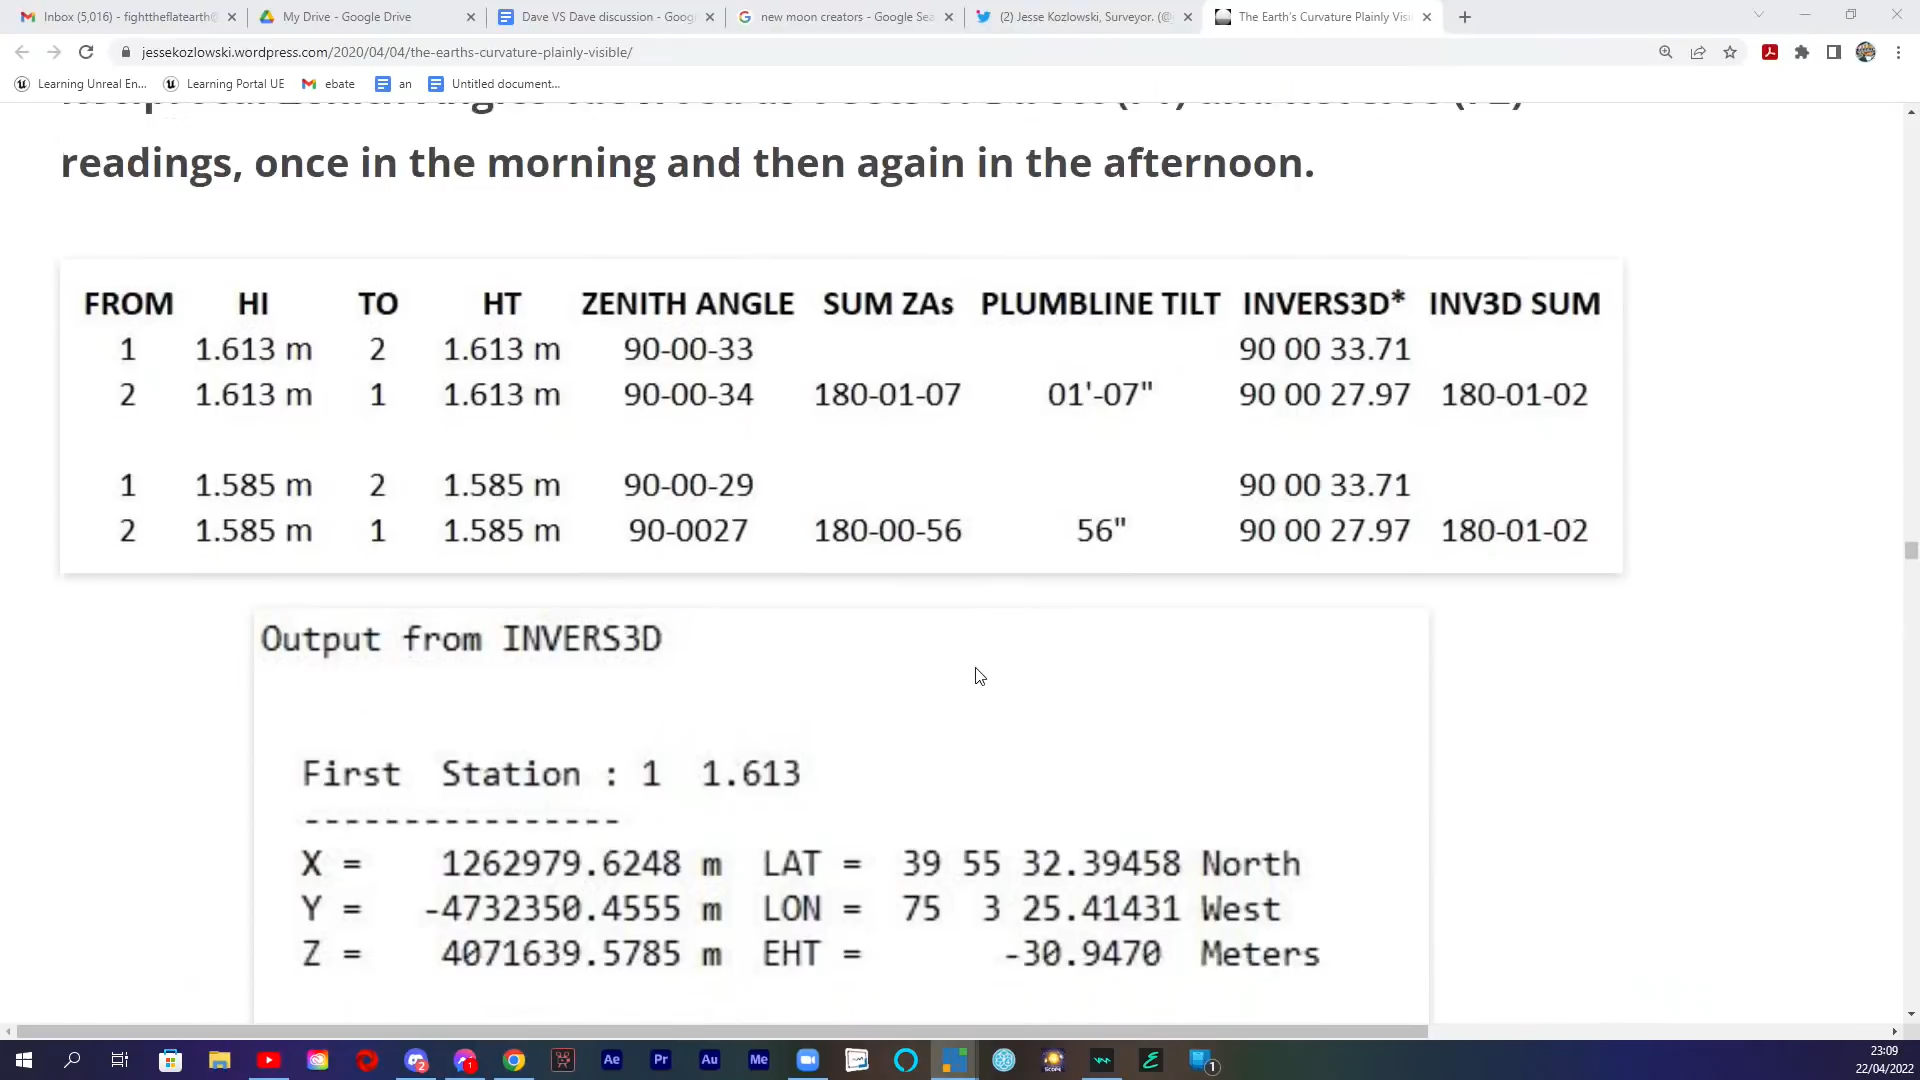 Inbox (5,016) - fighttheflatearth
My Drive - Google Drive
Dave VS Dave discussion - Goog
new moon creators - Google Sea
(2) Jesse Kozlowski, Surveyor. (@
The Earth's Curvature Plainly Visi
jessekozlowski.wordpress.com/2020/04/04/the-earths-curvature-plainly-visible/
Learning Unreal En... Learning Portal UE ebate an Untitled document...
readings, once in the morning and then again in the afternoon.
FROM HI TO HT ZENITH ANGLE SUM ZAs PLUMBLINE TILT INVERS3D* INV3D SUM
1 1.613 m 2 1.613 m 90-00-33 90 00 33.71
2 1.613 m 1 1.613 m 90-00-34 180-01-07 01'-07" 90 00 27.97 180-01-02
1 1.585 m 2 1.585 m 90-00-29 90 00 33.71
2 1.585 m 1 1.585 m 90-0027 180-00-56 56" 90 00 27.97 180-01-02
Output from INVERS3D
First Station : 1 1.613
----------------
X = 1262979.6248 m LAT = 39 55 32.39458 North
Y = -4732350.4555 m LON = 75 3 25.41431 West
Z = 4071639.5785 m EHT = -30.9470 Meters
Ae Pr Au Me
23:09
22/04/2022